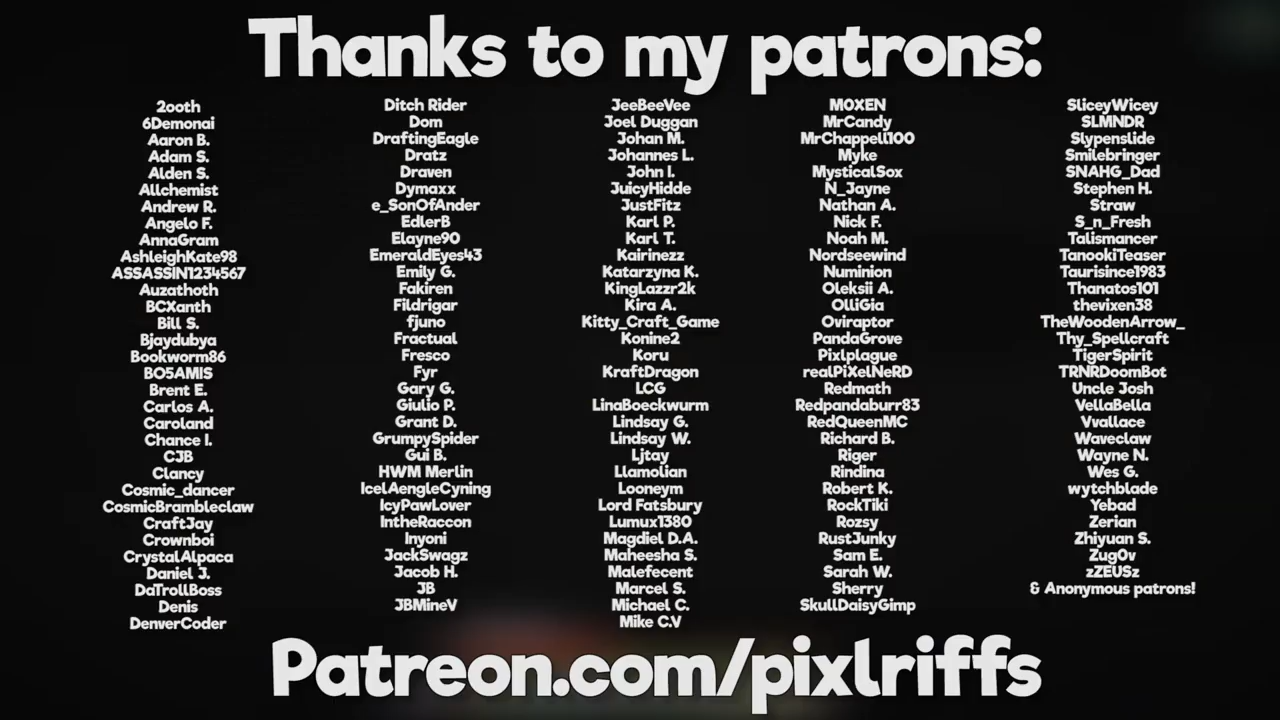 Thanks to my patrons:
2ooth
6Demonai
Aaron B.
Adam S.
Alden S.
Allchemist
Andrew R.
Angelo F.
AnnaGram
AshleighKate98
ASSASSIN1234567
Auzathoth
BCXanth
Bill S.
Bjaydubya
Bookworm86
BO5AMIS
Brent E.
Carlos A.
Caroland
Chance I.
CJB
Clancy
Cosmic_dancer
CosmicBrambleclaw
CraftJay
Crownboi
CrystalAlpaca
Daniel J.
DaTrollBoss
Denis
DenverCoder
Ditch Rider
Dom
DraftingEagle
Dratz
Draven
Dymaxx
e_SonOfAnder
EdlerB
Elayne90
EmeraldEyes43
Emily G.
Fakiren
Fildrigar
fjuno
Fractual
Fresco
Fyr
Gary G.
Giulio P.
Grant D.
GrumpySpider
Gui B.
HWM Merlin
IcelAengleCyning
IcyPawLover
IntheRaccon
Inyoni
JackSwagz
Jacob H.
JB
JBMineV
JeeBeeVee
Joel Duggan
Johan M.
Johannes L.
John I.
JuicyHidde
JustFitz
Karl P.
Karl T.
Kairinezz
Katarzyna K.
KingLazzr2k
Kira A.
Kitty_Craft_Game
Konine2
Koru
KraftDragon
LCG
LinaBoeckwurm
Lindsay G.
Lindsay W.
Ljtay
Llamolian
Looneym
Lord Fatsbury
Lumux1380
Magdiel D.A.
Maheesha S.
Malefecent
Marcel S.
Michael C.
Mike C.V
MOXEN
MrCandy
MrChappell100
Myke
MysticalSox
N_Jayne
Nathan A.
Nick F.
Noah M.
Nordseewind
Numinion
Oleksii A.
OlliGia
Oviraptor
PandaGrove
Pixlplague
realPiXelNeRD
Redmath
Redpandaburr83
RedQueenMC
Richard B.
Riger
Rindina
Robert K.
RockTiki
Rozsy
RustJunky
Sam E.
Sarah W.
Sherry
SkullDaisyGimp
SliceyWicey
SLMNDR
Slypenslide
Smilebringer
SNAHG_Dad
Stephen H.
Straw
S_n_Fresh
Talismancer
TanookiTeaser
Taurisince1983
Thanatos101
thevixen38
TheWoodenArrow_
Thy_Spellcraft
TigerSpirit
TRNRDoomBot
Uncle Josh
VellaBella
Vvallace
Waveclaw
Wayne N.
Wes G.
wytchblade
Yebad
Zerian
Zhiyuan S.
Zug0v
zZEUSz
& Anonymous patrons!
Patreon.com/pixlriffs